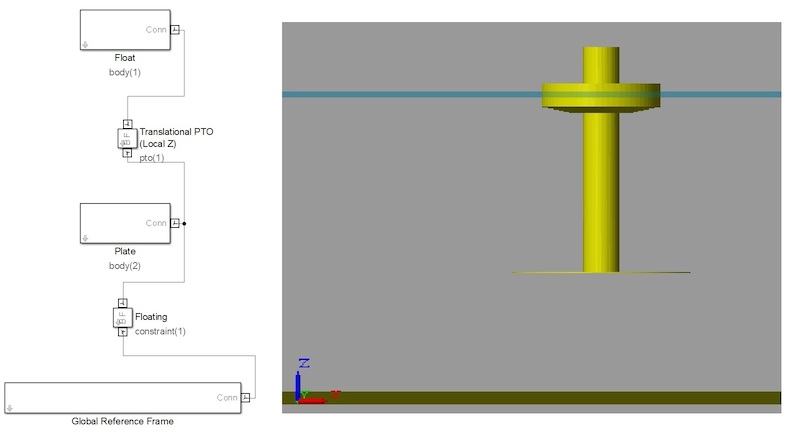 Conn
Float
body(1)
B F
Translational PTO
(Local Z)
pto(1)
Conn
Plate
body(2)
B F
Floating
constraint(1)
Conn
Global Reference Frame
Z